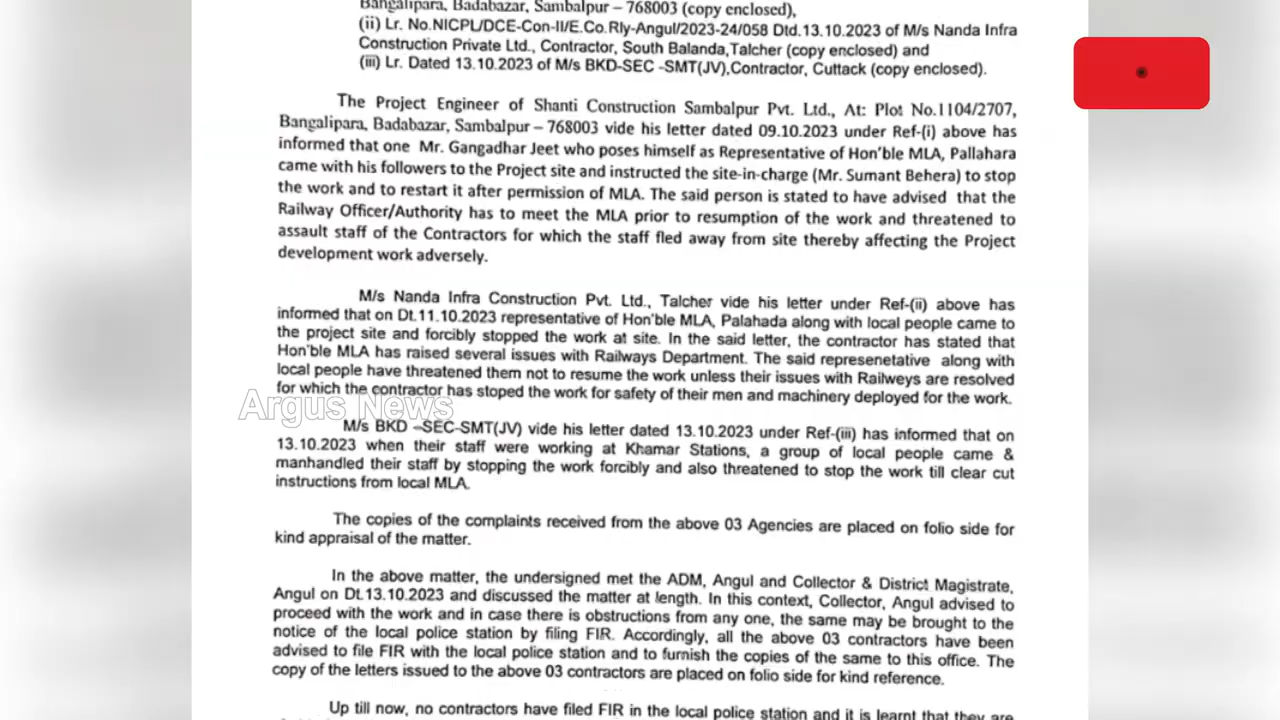 Bangalipara, Badabazar, Sambalpur – 768003 (copy enclosed),
(ii) Lr. No.NICPL/DCE-Con-II/E.Co.Rly-Angul/2023-24/058 Dtd.13.10.2023 of M/s Nanda Infra
Construction Private Ltd., Contractor, South Balanda,Talcher (copy enclosed) and
(iii) Lr. Dated 13.10.2023 of M/s BKD-SEC -SMT(JV),Contractor, Cuttack (copy enclosed).
The Project Engineer of Shanti Construction Sambalpur Pvt. Ltd., At: Plot No.1104/2707,
Bangalipara, Badabazar, Sambalpur – 768003 vide his letter dated 09.10.2023 under Ref-(i) above has
informed that one Mr. Gangadhar Jeet who poses himself as Representative of Hon'ble MLA, Pallahara
came with his followers to the Project site and instructed the site-in-charge (Mr. Sumant Behera) to stop
the work and to restart it after permission of MLA. The said person is stated to have advised that the
Railway Officer/Authority has to meet the MLA prior to resumption of the work and threatened to
assault staff of the Contractors for which the staff fled away from site thereby affecting the Project
development work adversely.
M/s Nanda Infra Construction Pvt. Ltd., Talcher vide his letter under Ref-(ii) above has
informed that on Dt.11.10.2023 representative of Hon'ble MLA, Palahada along with local people came to
the project site and forcibly stopped the work at site. In the said letter, the contractor has stated that
Hon'ble MLA has raised several issues with Railways Department. The said represenetative along with
local people have threatened them not to resume the work unless their issues with Railweys are resolved
for which the contractor has stoped the work for safety of their men and machinery deployed for the work.
Argus News
M/s BKD –SEC-SMT(JV) vide his letter dated 13.10.2023 under Ref-(iii) has informed that on
13.10.2023 when their staff were working at Khamar Stations, a group of local people came &
manhandled their staff by stopping the work forcibly and also threatened to stop the work till clear cut
instructions from local MLA.
The copies of the complaints received from the above 03 Agencies are placed on folio side for
kind appraisal of the matter.
In the above matter, the undersigned met the ADM, Angul and Collector & District Magistrate,
Angul on Dt.13.10.2023 and discussed the matter at length. In this context, Collector, Angul advised to
proceed with the work and in case there is obstructions from any one, the same may be brought to the
notice of the local police station by filing FIR. Accordingly, all the above 03 contractors have been
advised to file FIR with the local police station and to furnish the copies of the same to this office. The
copy of the letters issued to the above 03 contractors are placed on folio side for kind reference.
Up till now, no contractors have filed FIR in the local police station and it is learnt that they are